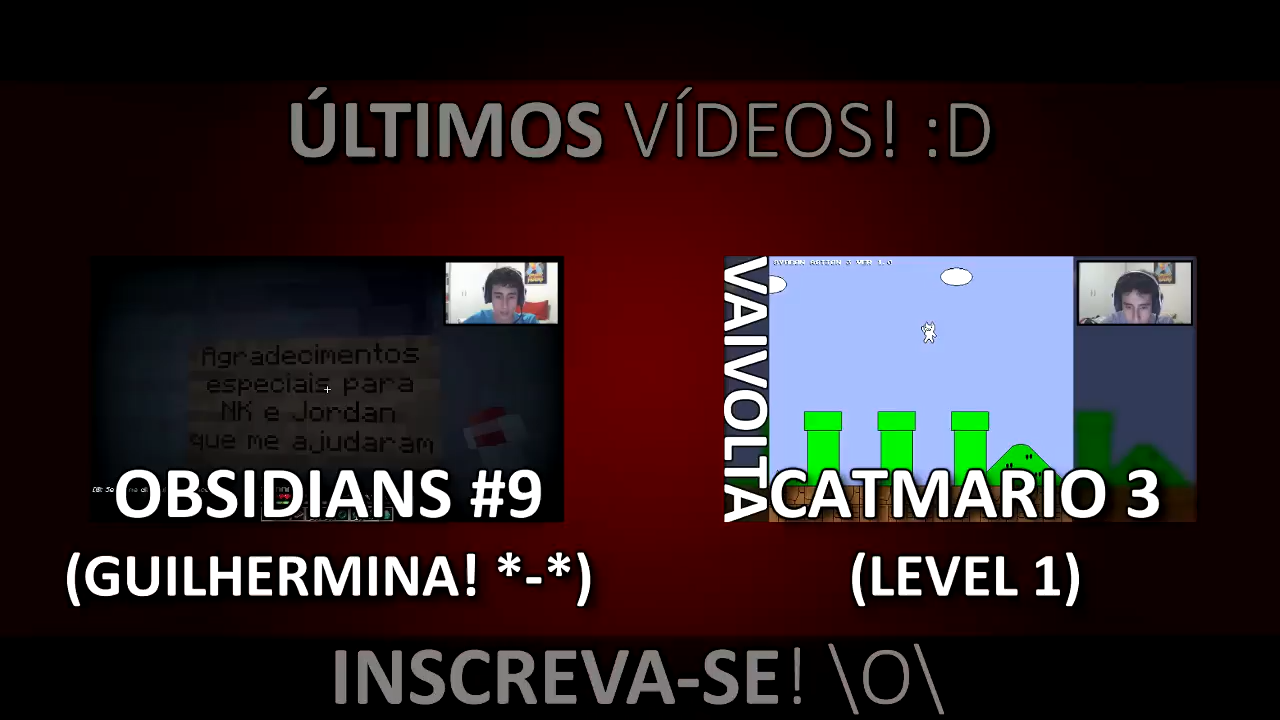 ÚLTIMOS VÍDEOS! :D
Agradecimentos
especiais para
NK e Jordan
que me ajudaram
OBSIDIANS #9
(GUILHERMINA! *-*)
VAIVOLTA
CATMARIO 3
(LEVEL 1)
INSCREVA-SE! \O\